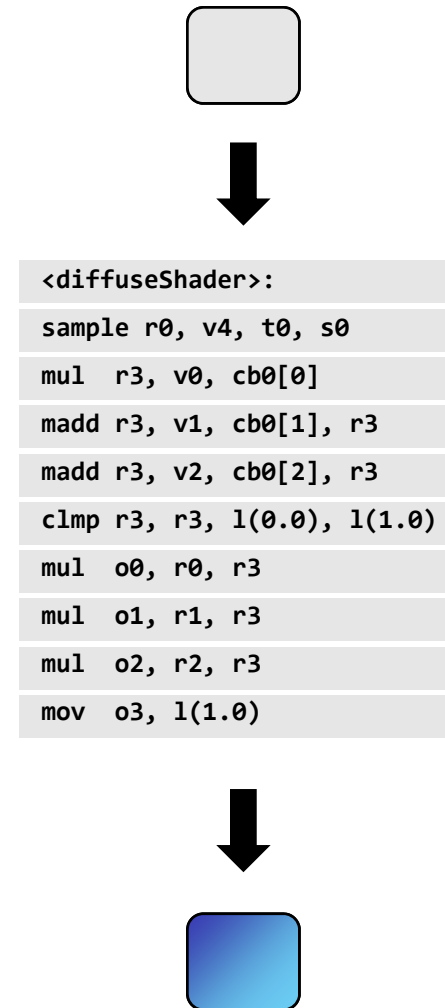 <diffuseShader>:
sample r0, v4, t0, s0
mul  r3, v0, cb0[0]
madd r3, v1, cb0[1], r3
madd r3, v2, cb0[2], r3
clmp r3, r3, l(0.0), l(1.0)
mul  o0, r0, r3
mul  o1, r1, r3
mul  o2, r2, r3
mov  o3, l(1.0)